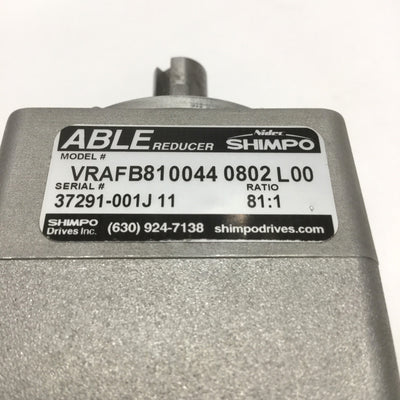 ABLE REDUCER Nidec SHIMPO
MODEL #
VRAFB810044 0802 L00
SERIAL # RATIO
37291-001J 11 81:1
SHIMPO Drives Inc. (630) 924-7138 shimpodrives.com